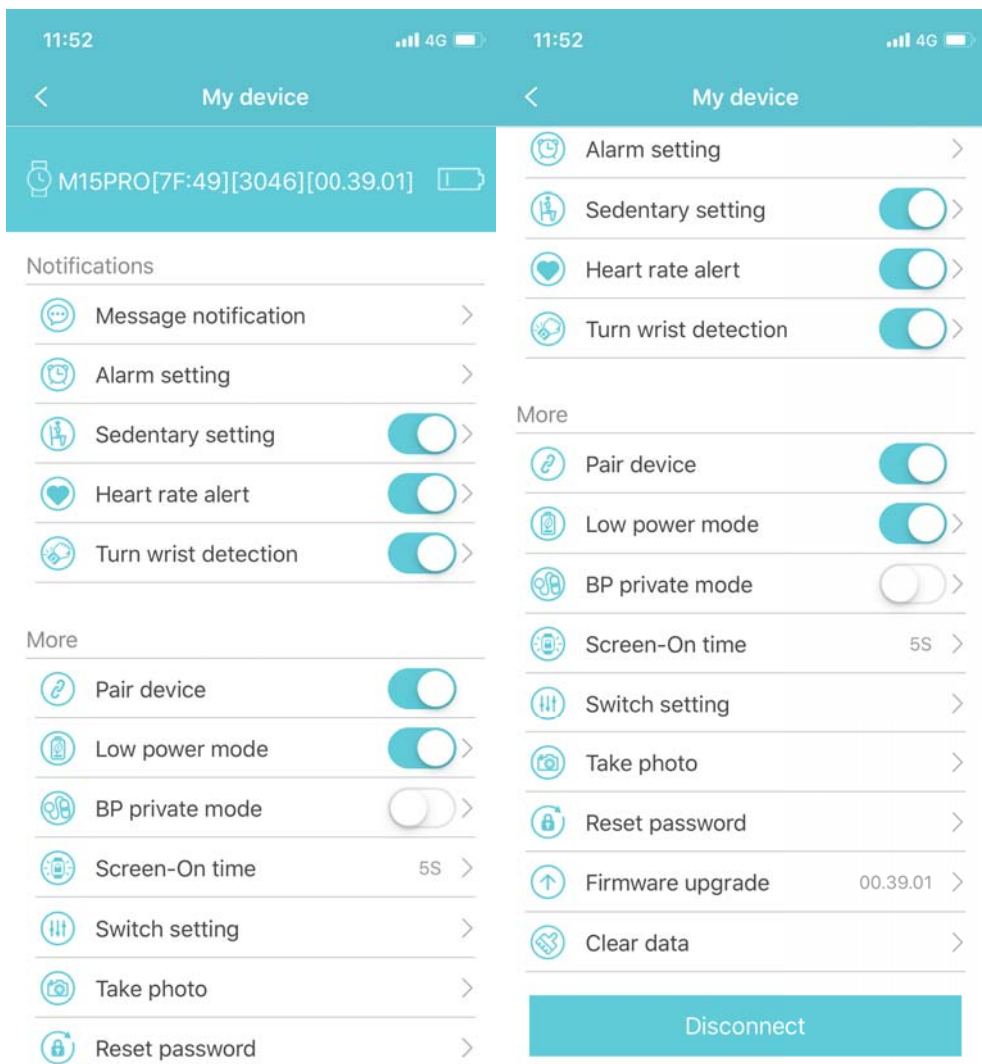 11:52
4G
My device
M15PRO[7F:49][3046][00.39.01]
Notifications
Message notification
Alarm setting
Sedentary setting
Heart rate alert
Turn wrist detection
More
Pair device
Low power mode
BP private mode
Screen-On time 5S
Switch setting
Take photo
Reset password
11:52
4G
My device
Alarm setting
Sedentary setting
Heart rate alert
Turn wrist detection
More
Pair device
Low power mode
BP private mode
Screen-On time 5S
Switch setting
Take photo
Reset password
Firmware upgrade 00.39.01
Clear data
Disconnect